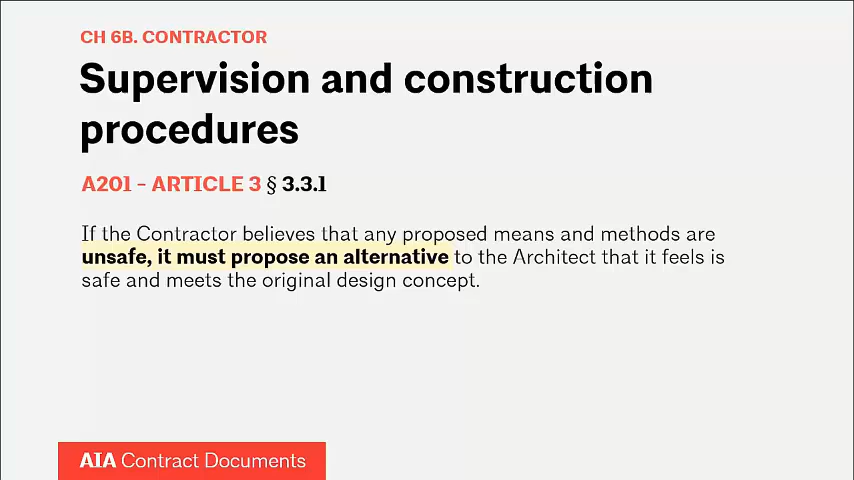 CH 6B. CONTRACTOR
Supervision and construction
procedures
A201 – ARTICLE 3 § 3.3.1
If the Contractor believes that any proposed means and methods are
unsafe, it must propose an alternative to the Architect that it feels is
safe and meets the original design concept.
AIA Contract Documents